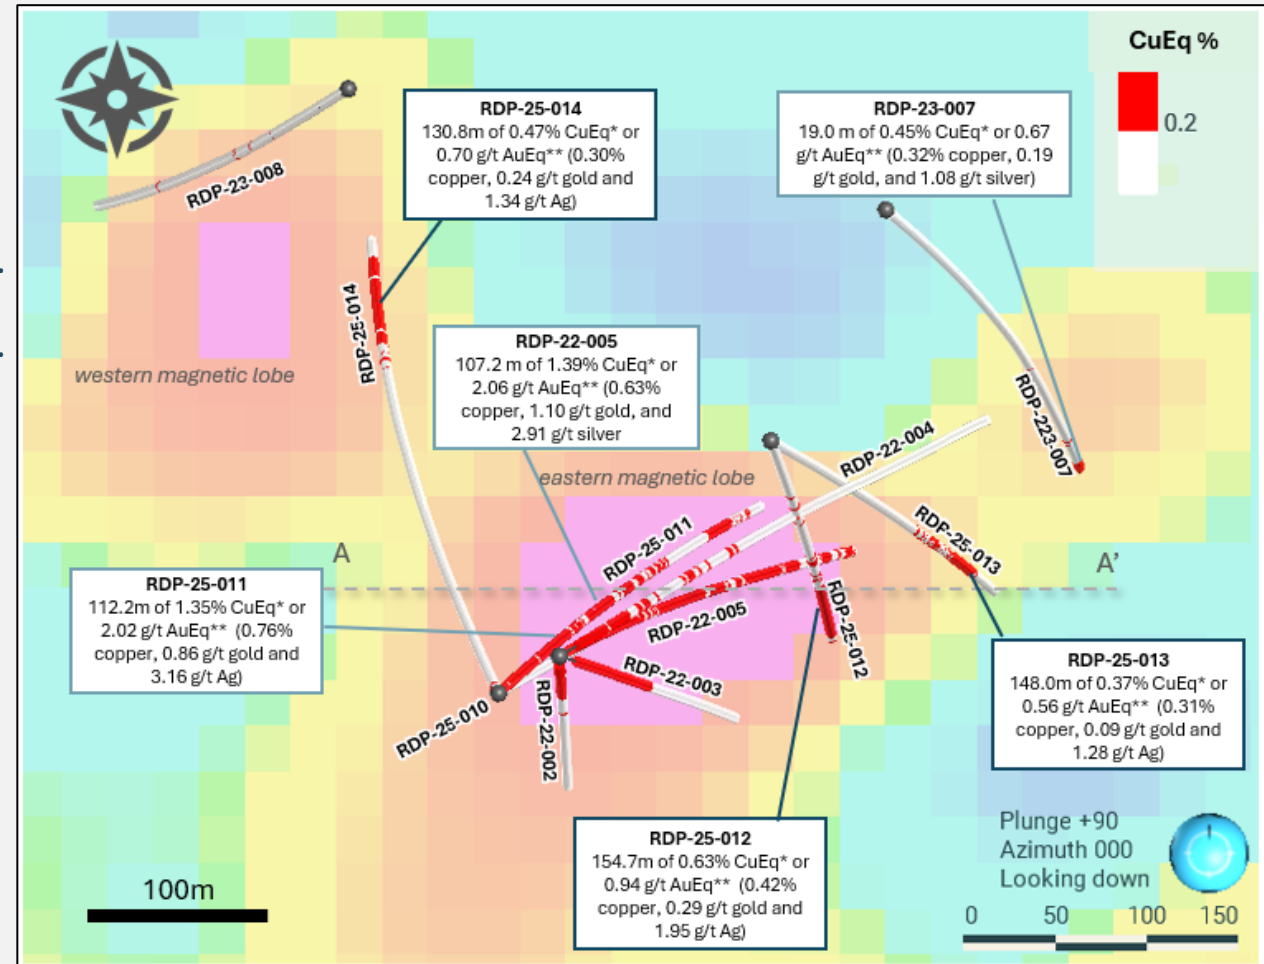 CuEq %
0.2
RDP-25-014
130.8m of 0.47% CuEq* or
0.70 g/t AuEq** (0.30%
copper, 0.24 g/t gold and
1.34 g/t Ag)
RDP-23-007
19.0 m of 0.45% CuEq* or 0.67
g/t AuEq** (0.32% copper, 0.19
g/t gold, and 1.08 g/t silver)
RDP-23-008
RDP-25-014
western magnetic lobe
RDP-22-005
107.2 m of 1.39% CuEq* or
2.06 g/t AuEq** (0.63%
copper, 1.10 g/t gold, and
2.91 g/t silver
RDP-223-007
RDP-22-004
eastern magnetic lobe
RDP-25-011
RDP-25-013
A
A'
RDP-25-011
112.2m of 1.35% CuEq* or
2.02 g/t AuEq** (0.76%
copper, 0.86 g/t gold and
3.16 g/t Ag)
RDP-22-005
RDP-25-012
RDP-22-003
RDP-25-010
RDP-22-002
RDP-25-013
148.0m of 0.37% CuEq* or
0.56 g/t AuEq** (0.31%
copper, 0.09 g/t gold and
1.28 g/t Ag)
RDP-25-012
154.7m of 0.63% CuEq* or
0.94 g/t AuEq** (0.42%
copper, 0.29 g/t gold and
1.95 g/t Ag)
Plunge +90
Azimuth 000
Looking down
100m
0 50 100 150